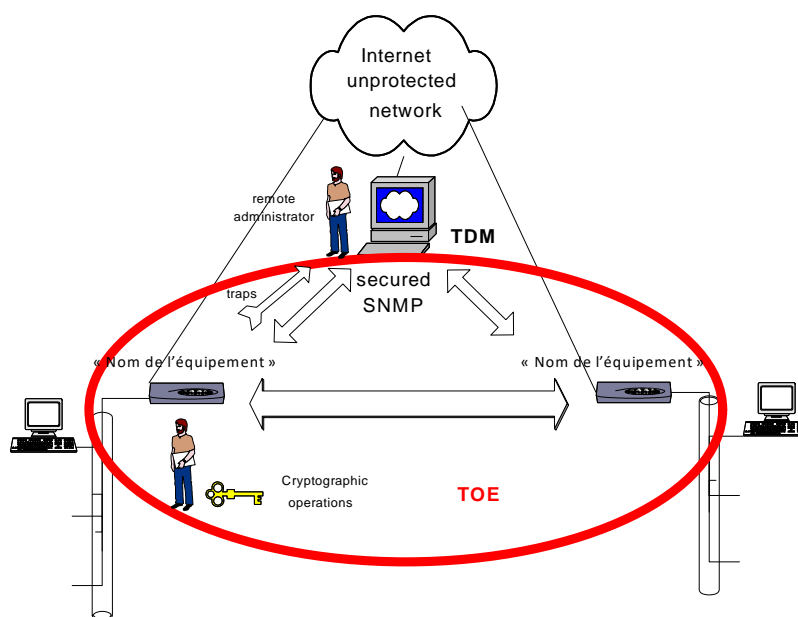 Internet
unprotected
network
remote
administrator
TDM
secured
SNMP
traps
« Nom de l'équipement »
« Nom de l'équipement »
Cryptographic
operations
TOE